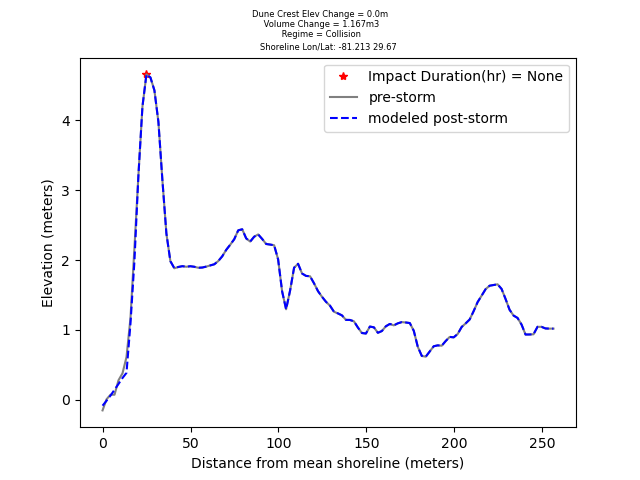 Dune Crest Elev Change = 0.0m
Volume Change = 1.167m3
Regime = Collision
Shoreline Lon/Lat: -81.213 29.67
Impact Duration(hr) = None
pre-storm
modeled post-storm
Elevation (meters)
4
3
2
1
0
0 50 100 150 200 250
Distance from mean shoreline (meters)